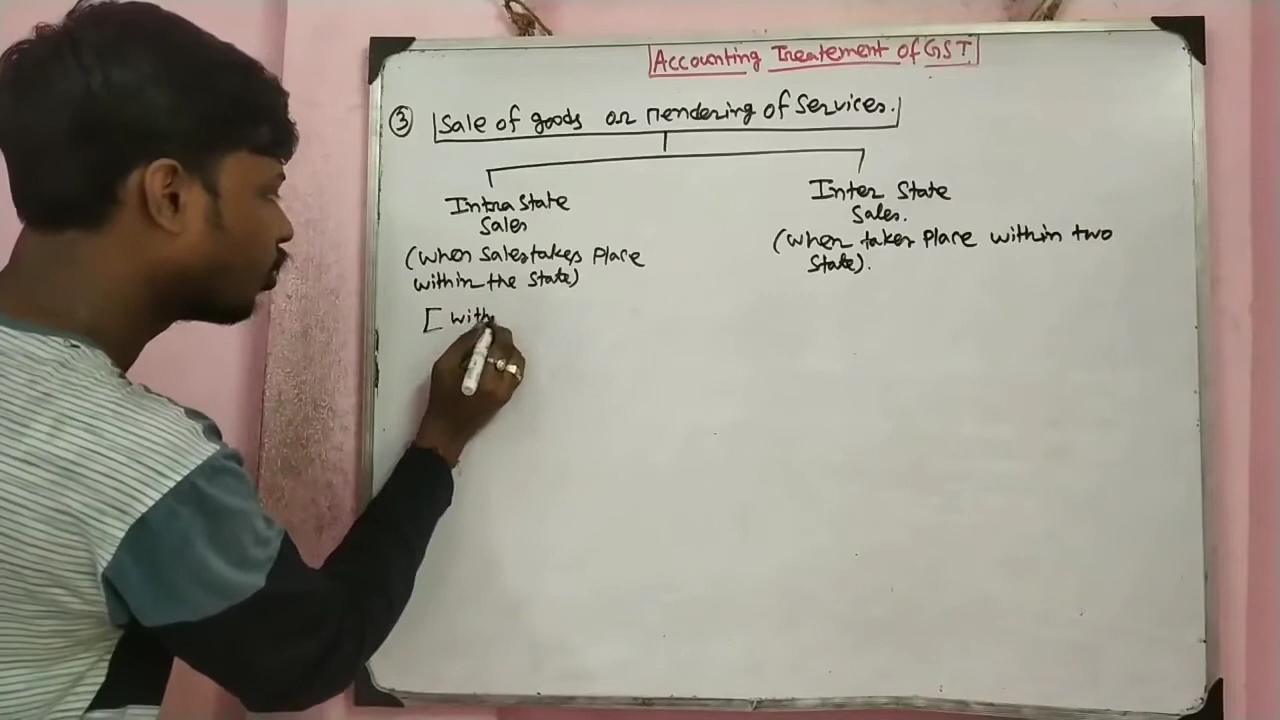 Accounting Treatement of GST
③ Sale of goods or rendering of Services.
Intra State
Sales
(when sales takes place
within the State)
[ with
Inter State
Sales.
(when takes place within two
State).